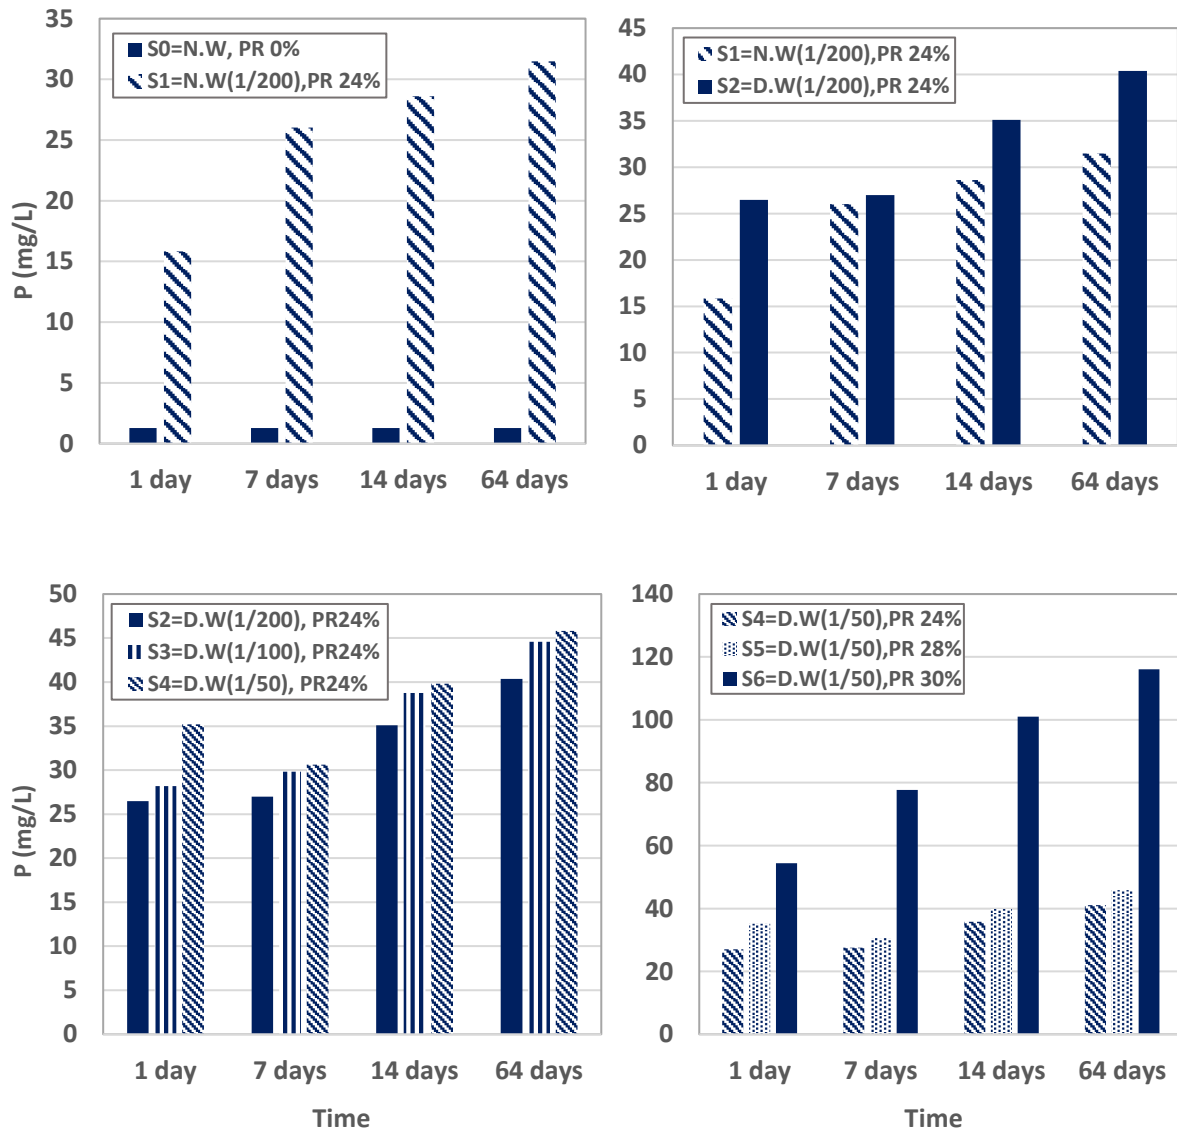 35
30
25
20
15
10
5
0
P (mg/L)
S0=N.W, PR 0%
S1=N.W(1/200),PR 24%
1 day 7 days 14 days 64 days
45
40
35
30
25
20
15
10
5
0
S1=N.W(1/200),PR 24%
S2=D.W(1/200),PR 24%
1 day 7 days 14 days 64 days
50
45
40
35
30
25
20
15
10
5
0
P (mg/L)
S2=D.W(1/200), PR24%
S3=D.W(1/100), PR24%
S4=D.W(1/50), PR24%
1 day 7 days 14 days 64 days
Time
140
120
100
80
60
40
20
0
S4=D.W(1/50),PR 24%
S5=D.W(1/50),PR 28%
S6=D.W(1/50),PR 30%
1 day 7 days 14 days 64 days
Time